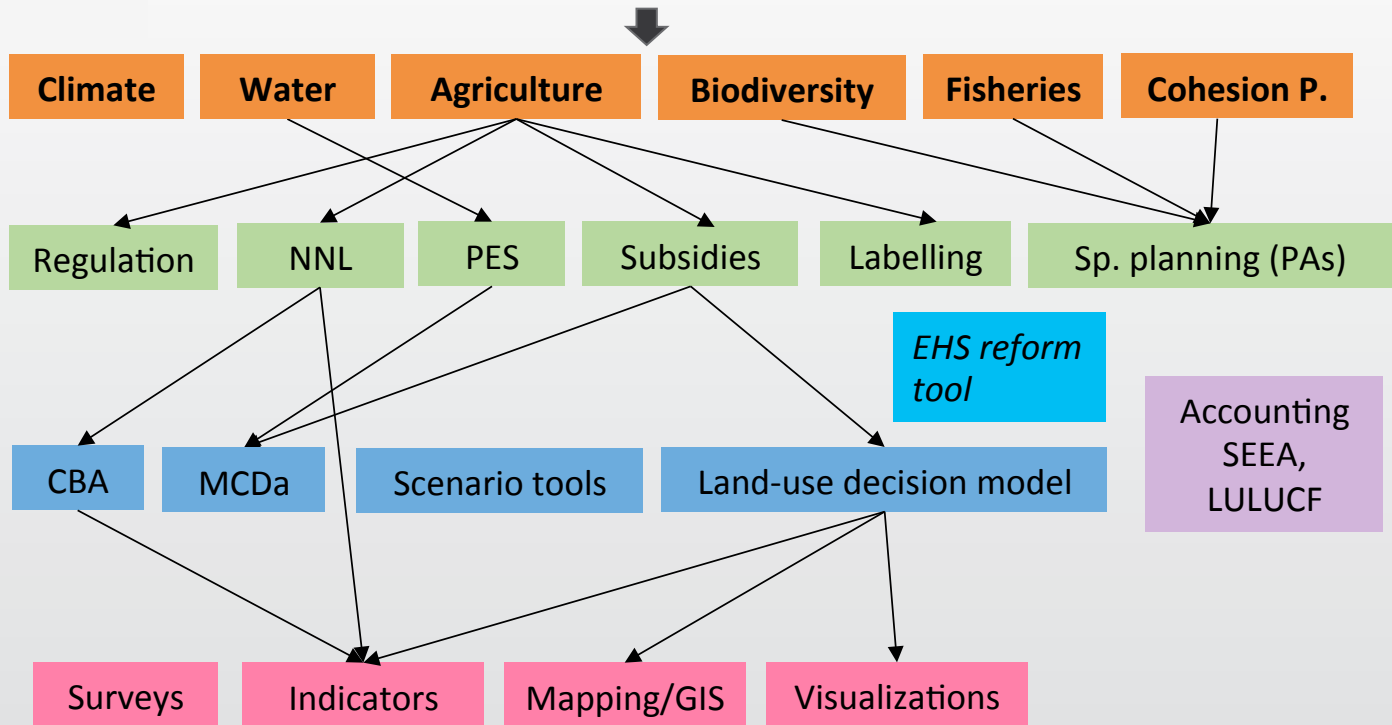 Climate
Water
Agriculture
Biodiversity
Fisheries
Cohesion P.
Regulation
NNL
PES
Subsidies
Labelling
Sp. planning (PAs)
EHS reform
tool
Accounting
SEEA,
LULUCF
CBA
MCDa
Scenario tools
Land-use decision model
Surveys
Indicators
Mapping/GIS
Visualizations